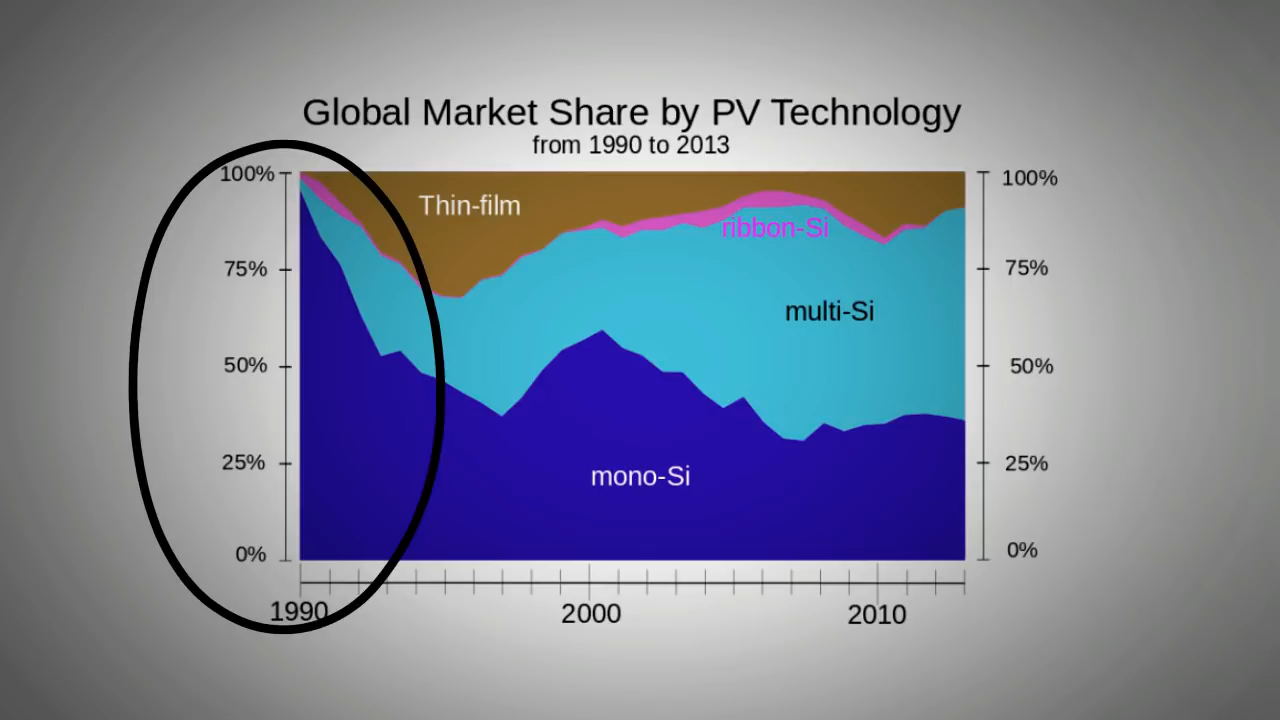 Global Market Share by PV Technology
from 1990 to 2013
100%
100%
Thin-film
ribbon-Si
75%
75%
multi-Si
50%
50%
25%
25%
mono-Si
0%
0%
1990
2000
2010